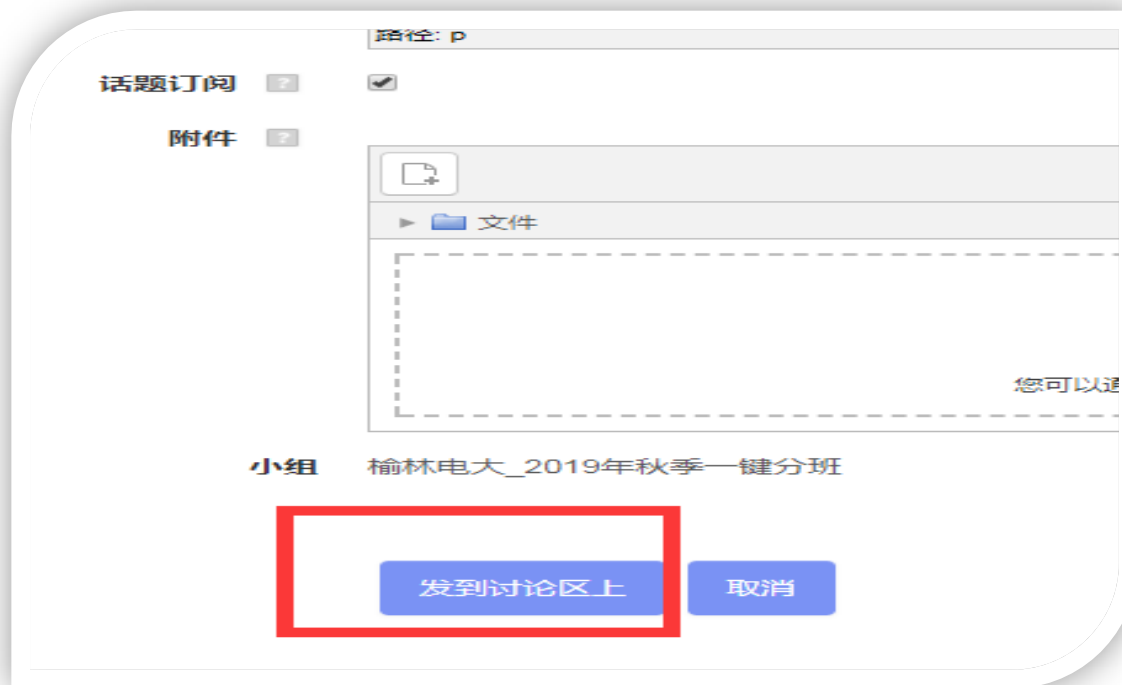 路径: p
话题订阅 ?
附件 ?
文件
您可以通
小组 榆林电大_2019年秋季一键分班
发到讨论区上 取消